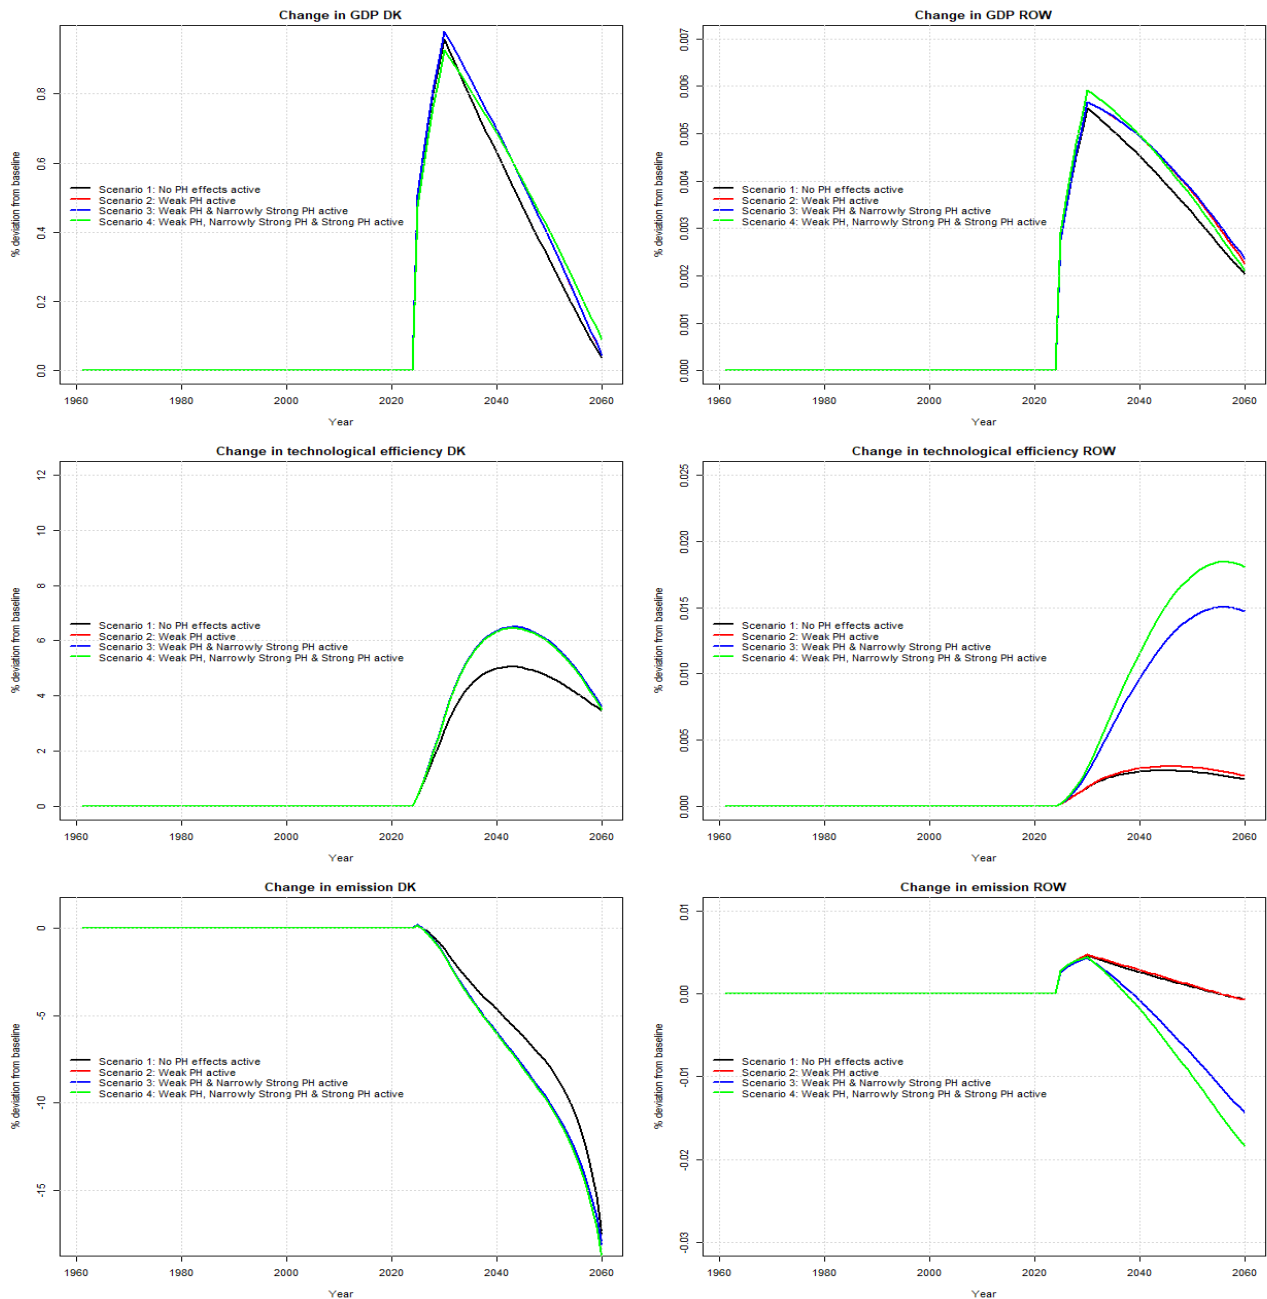 Change in GDP DK
% deviation from baseline
0.8
0.6
0.4
0.2
0.0
Scenario 1: No PH effects active
Scenario 2: Weak PH active
Scenario 3: Weak PH & Narrowly Strong PH active
Scenario 4: Weak PH, Narrowly Strong PH & Strong PH active
1960 1980 2000 2020 2040 2060
Year
Change in GDP ROW
% deviation from baseline
0.007
0.006
0.005
0.004
0.003
0.002
0.001
0.000
Scenario 1: No PH effects active
Scenario 2: Weak PH active
Scenario 3: Weak PH & Narrowly Strong PH active
Scenario 4: Weak PH, Narrowly Strong PH & Strong PH active
1960 1980 2000 2020 2040 2060
Year
Change in technological efficiency DK
% deviation from baseline
12
10
8
6
4
2
0
Scenario 1: No PH effects active
Scenario 2: Weak PH active
Scenario 3: Weak PH & Narrowly Strong PH active
Scenario 4: Weak PH, Narrowly Strong PH & Strong PH active
1960 1980 2000 2020 2040 2060
Year
Change in technological efficiency ROW
% deviation from baseline
0.025
0.020
0.015
0.010
0.005
0.000
Scenario 1: No PH effects active
Scenario 2: Weak PH active
Scenario 3: Weak PH & Narrowly Strong PH active
Scenario 4: Weak PH, Narrowly Strong PH & Strong PH active
1960 1980 2000 2020 2040 2060
Year
Change in emission DK
% deviation from baseline
0
-5
-10
-15
Scenario 1: No PH effects active
Scenario 2: Weak PH active
Scenario 3: Weak PH & Narrowly Strong PH active
Scenario 4: Weak PH, Narrowly Strong PH & Strong PH active
1960 1980 2000 2020 2040 2060
Year
Change in emission ROW
% deviation from baseline
0.01
0.00
-0.01
-0.02
-0.03
Scenario 1: No PH effects active
Scenario 2: Weak PH active
Scenario 3: Weak PH & Narrowly Strong PH active
Scenario 4: Weak PH, Narrowly Strong PH & Strong PH active
1960 1980 2000 2020 2040 2060
Year